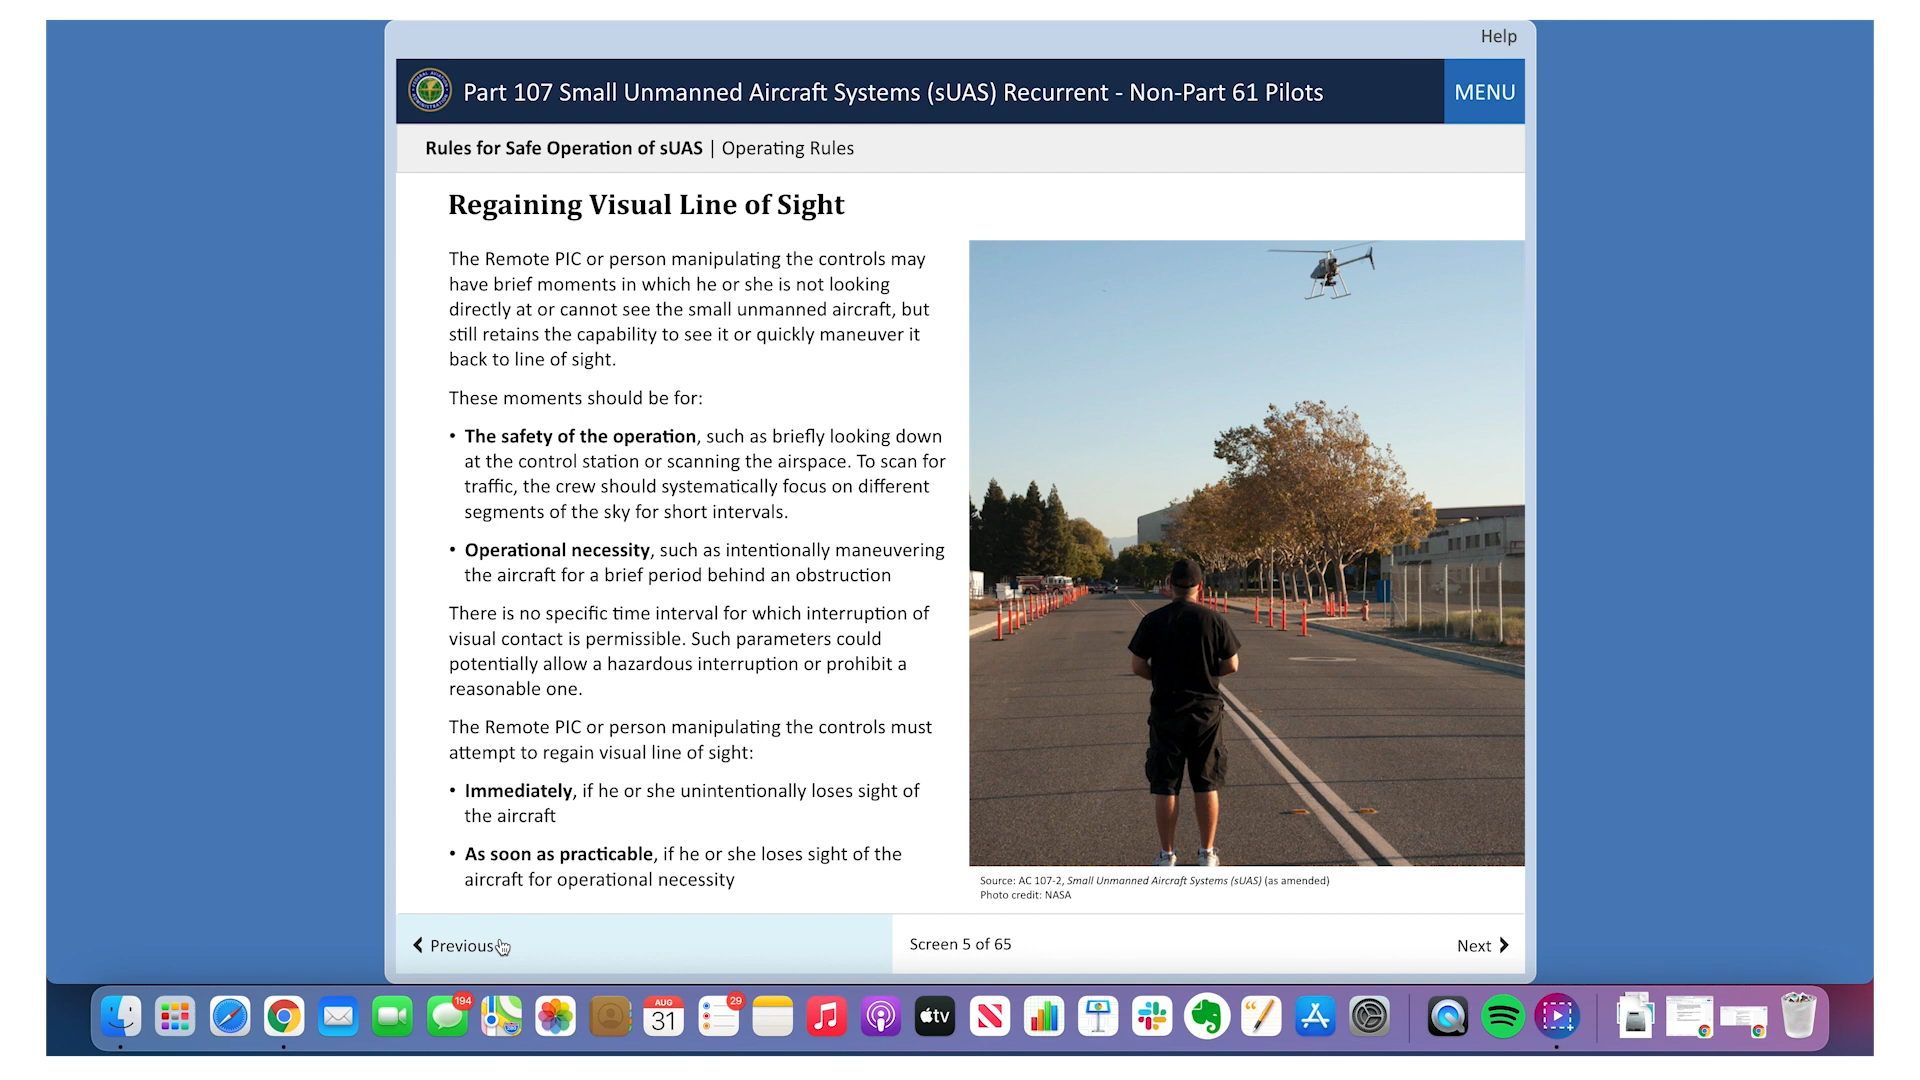 Help
Part 107 Small Unmanned Aircraft Systems (sUAS) Recurrent - Non-Part 61 Pilots
MENU
Rules for Safe Operation of sUAS | Operating Rules
Regaining Visual Line of Sight
The Remote PIC or person manipulating the controls may
have brief moments in which he or she is not looking
directly at or cannot see the small unmanned aircraft, but
still retains the capability to see it or quickly maneuver it
back to line of sight.
These moments should be for:
• The safety of the operation, such as briefly looking down
at the control station or scanning the airspace. To scan for
traffic, the crew should systematically focus on different
segments of the sky for short intervals.
• Operational necessity, such as intentionally maneuvering
the aircraft for a brief period behind an obstruction
There is no specific time interval for which interruption of
visual contact is permissible. Such parameters could
potentially allow a hazardous interruption or prohibit a
reasonable one.
The Remote PIC or person manipulating the controls must
attempt to regain visual line of sight:
• Immediately, if he or she unintentionally loses sight of
the aircraft
• As soon as practicable, if he or she loses sight of the
aircraft for operational necessity
Source: AC 107-2, Small Unmanned Aircraft Systems (sUAS) (as amended)
Photo credit: NASA
Previous
Screen 5 of 65
Next
194
AUG
31
29
tv